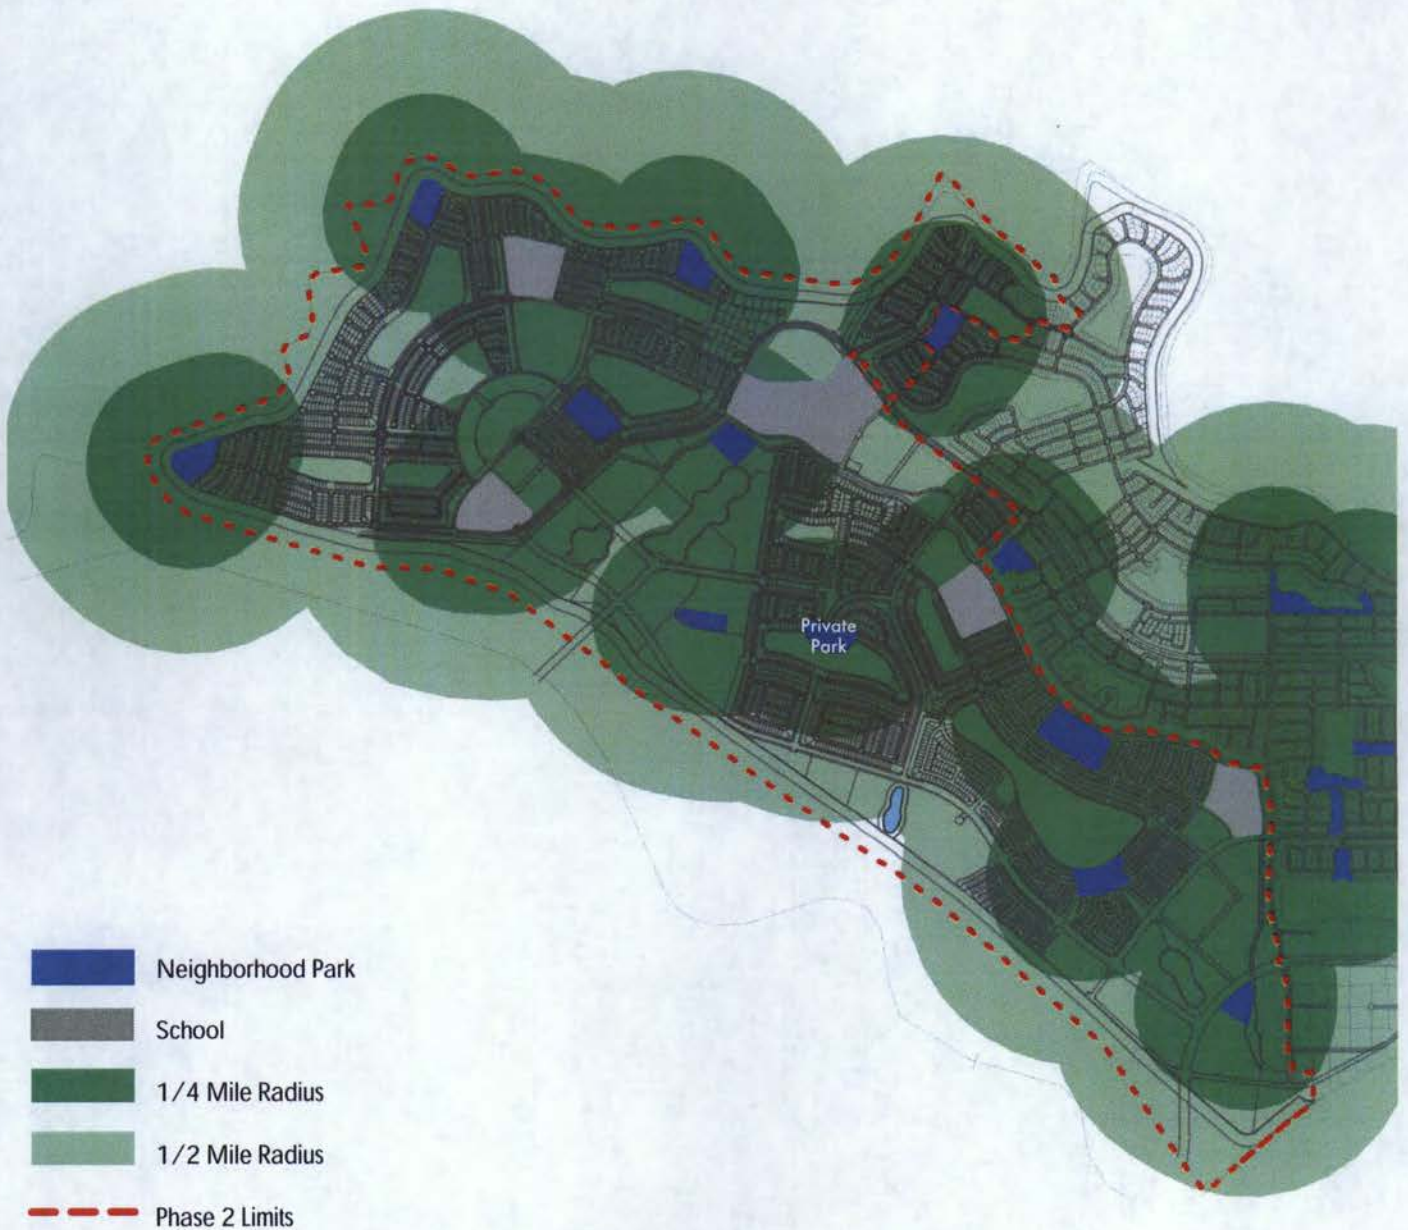 Private
Park
Neighborhood Park
School
1/4 Mile Radius
1/2 Mile Radius
Phase 2 Limits